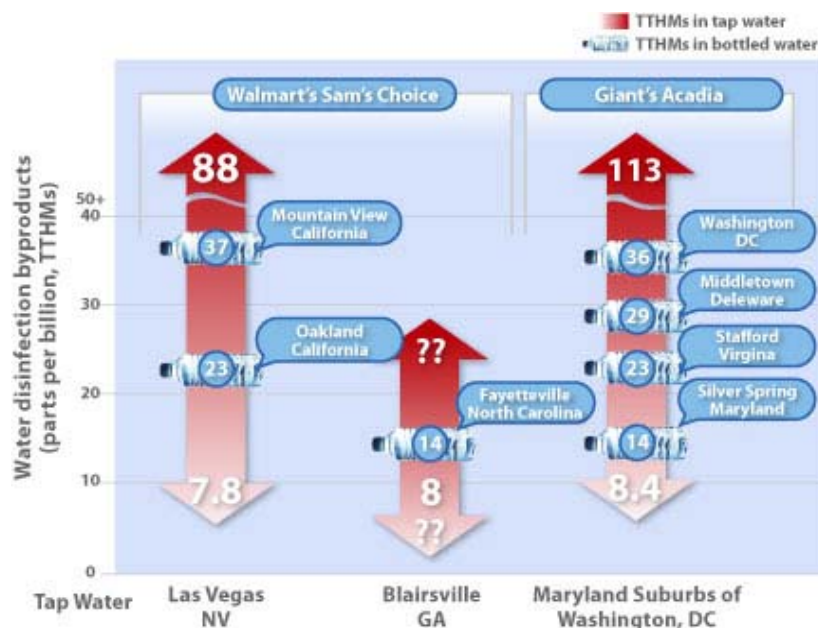 TTHMs in tap water
TTHMs in bottled water
Walmart's Sam's Choice
Giant's Acadia
88
113
50+
40
30
20
10
0
Water disinfection byproducts
(parts per billion, TTHMs)
Mountain View
California
37
Oakland
California
23
7.8
??
Fayetteville
North Carolina
14
8
??
Washington
DC
36
Middletown
Deleware
29
Stafford
Virgina
23
Silver Spring
Maryland
14
8.4
Tap Water
Las Vegas
NV
Blairsville
GA
Maryland Suburbs of
Washington, DC